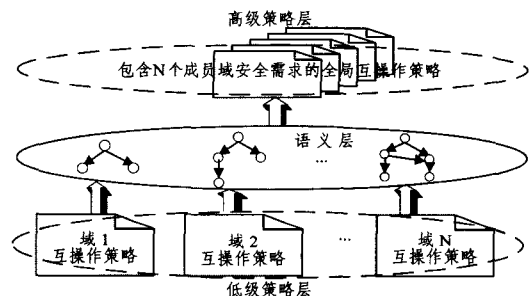 高级策略层
包含N个成员域安全需求的全局互操作策略
语义层
...
域 1
互操作策略
域 2
互操作策略
...
域 N
互操作策略
低级策略层